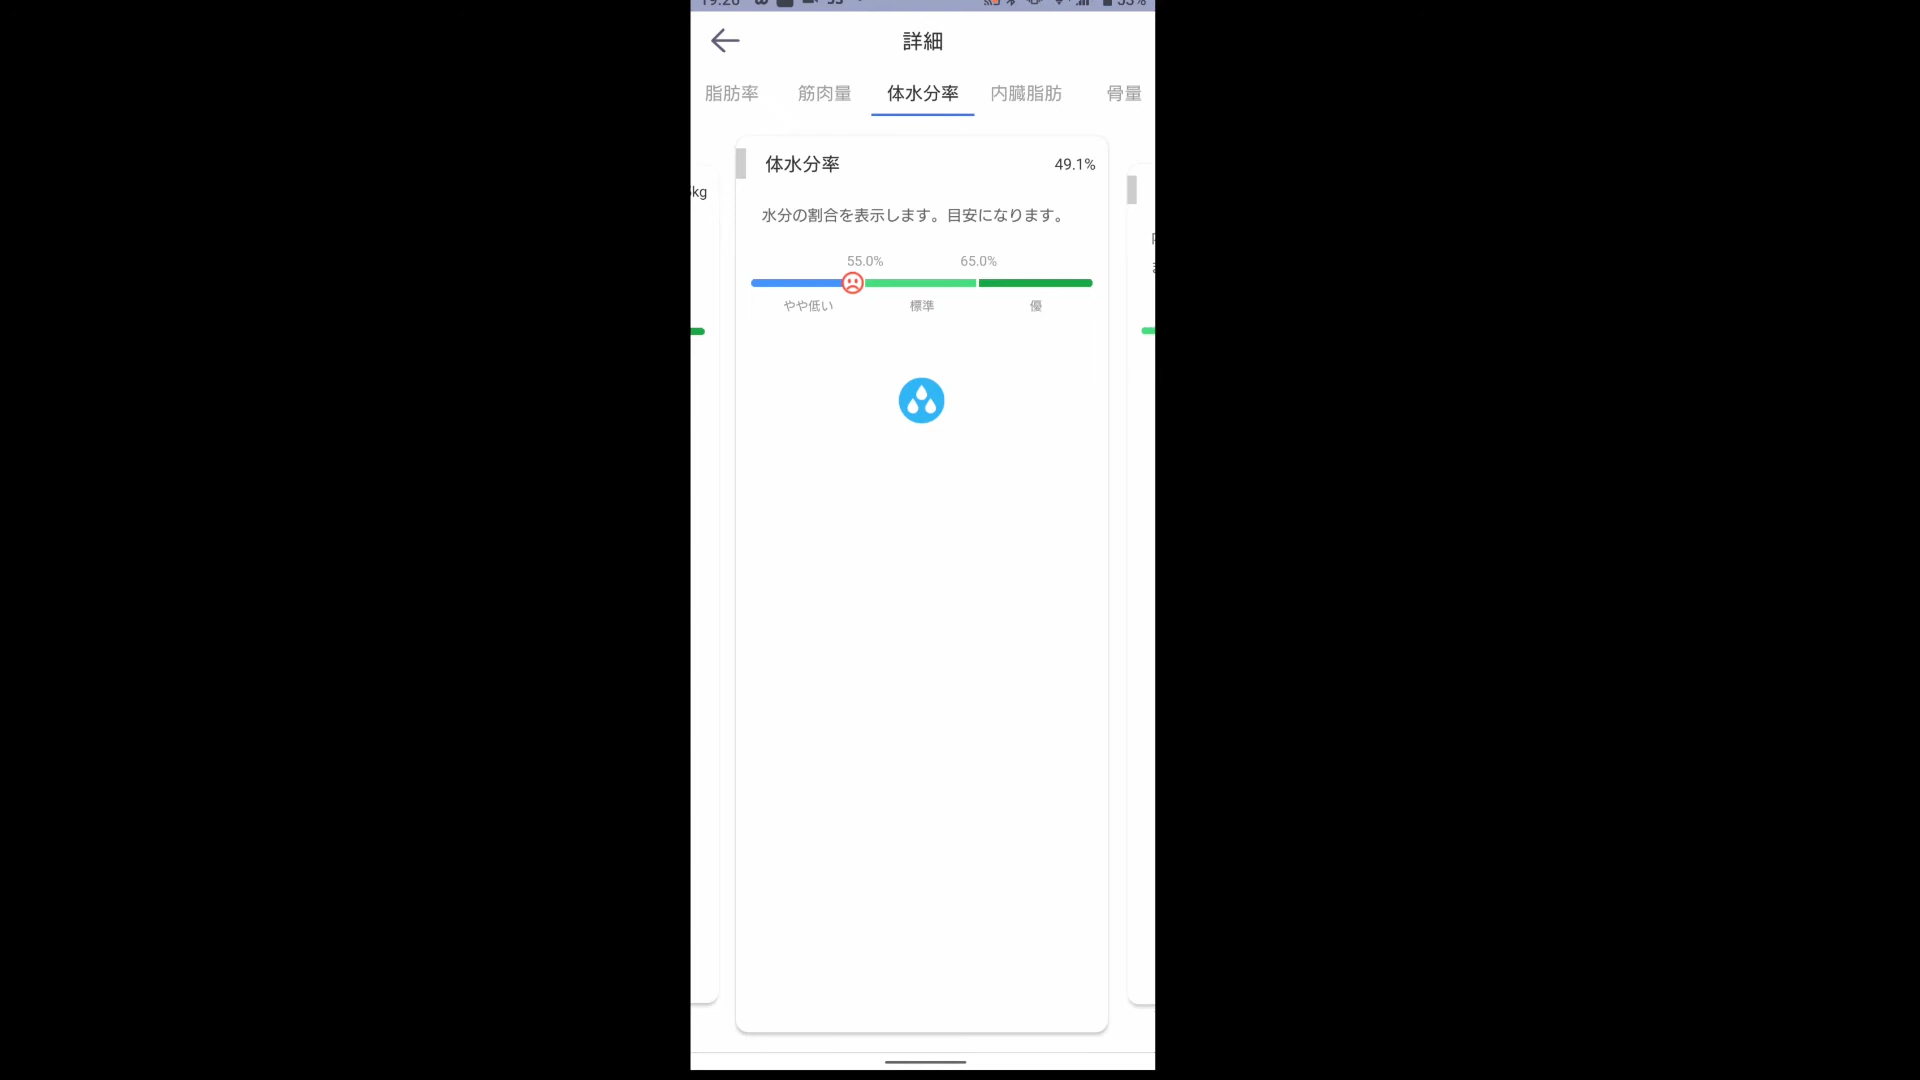 詳細
脂肪率 筋肉量 体水分率 内臓脂肪 骨量
体水分率 49.1%
kg
水分の割合を表示します。目安になります。
55.0% 65.0%
やや低い 標準 優